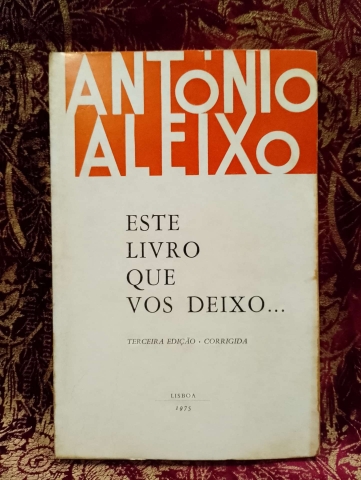 ANTÓNIO
ALEIXO
ESTE
LIVRO
QUE
VOS DEIXO...
TERCEIRA EDIÇÃO • CORRIGIDA
LISBOA
1975